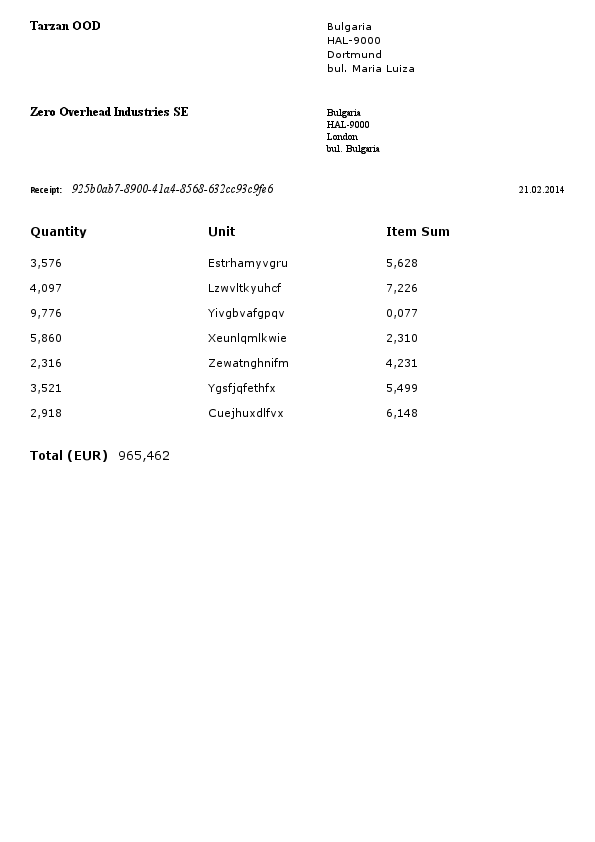 Tarzan OOD
Bulgaria
HAL-9000
Dortmund
bul. Maria Luiza
Zero Overhead Industries SE
Bulgaria
HAL-9000
London
bul. Bulgaria
Receipt: 925b0ab7-8900-41a4-8568-632cc93c9fe6 21.02.2014
Quantity Unit Item Sum
3,576 Estrhamyvgru 5,628
4,097 Lzwvltkyuhcf 7,226
9,776 Yivgbvafgpqv 0,077
5,860 Xeunlqmlkwie 2,310
2,316 Zewatnghnifm 4,231
3,521 Ygsfjqfethfx 5,499
2,918 Cuejhuxdlfvx 6,148
Total (EUR) 965,462